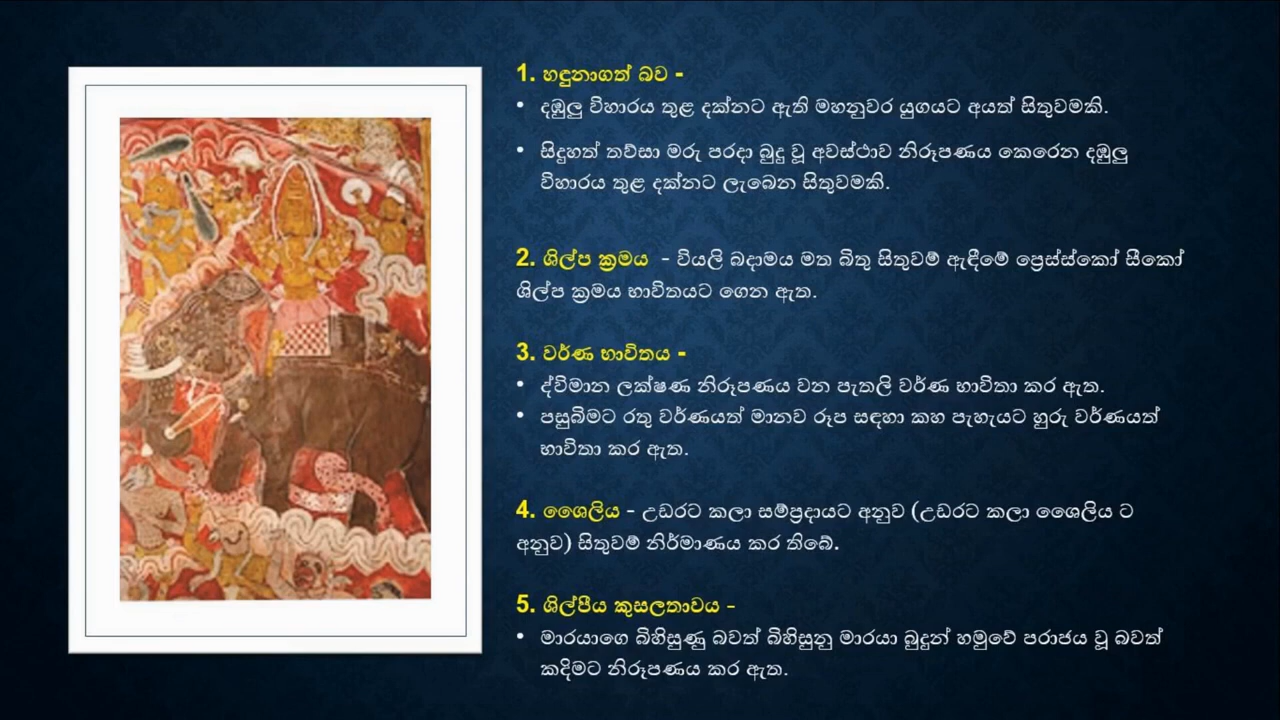 1. හඳුනාගත් බව -
• දඹුලු විහාරය තුළ දක්නට ඇති මහනුවර යුගයට අයත් සිතුවමකි.
• සිදුහත් තව්සා මරු පරදා බුදු වූ අවස්ථාව නිරූපණය කෙරෙන දඹුලු
විහාරය තුළ දක්නට ලැබෙන සිතුවමකි.
2. ශිල්ප ක්‍රමය - වියලි බදාමය මත බිතු සිතුවම් ඇඳීමේ ප්‍රෙස්ස්කෝ සීකෝ
ශිල්ප ක්‍රමය භාවිතයට ගෙන ඇත.
3. වර්ණ භාවිතය -
• ද්විමාන ලක්ෂණ නිරූපණය වන පැතලි වර්ණ භාවිතා කර ඇත.
• පසුබිමට රතු වර්ණයත් මානව රූප සඳහා කහ පැහැයට හුරු වර්ණයත්
භාවිතා කර ඇත.
4. ශෛලිය - උඩරට කලා සම්ප්‍රදායට අනුව (උඩරට කලා ශෛලිය ට
අනුව) සිතුවම් නිර්මාණය කර තිබේ.
5. ශිල්පීය කුසලතාවය -
• මාරයාගෙ බිහිසුණු බවත් බිහිසුනු මාරයා බුදුන් හමුවේ පරාජය වූ බවත්
කදිමට නිරූපණය කර ඇත.